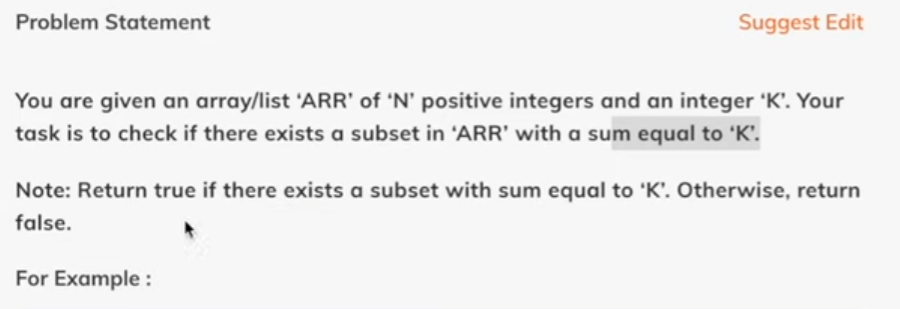 Problem Statement
Suggest Edit
You are given an array/list ‘ARR’ of ‘N’ positive integers and an integer ‘K’. Your
task is to check if there exists a subset in ‘ARR’ with a sum equal to ‘K’.
Note: Return true if there exists a subset with sum equal to ‘K’. Otherwise, return
false.
For Example :